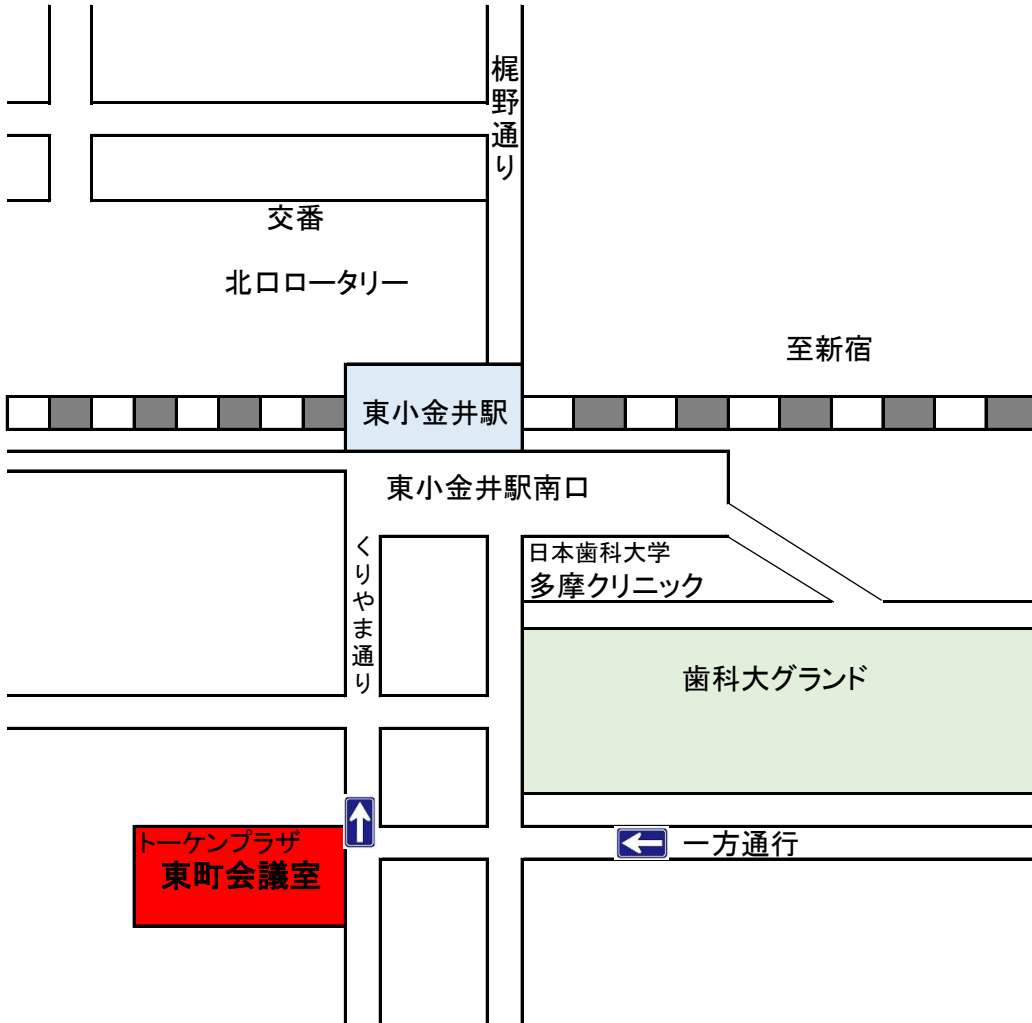 梶野通り
交番
北口ロータリー
至新宿
東小金井駅
東小金井駅南口
くりやま通り
日本歯科大学
多摩クリニック
歯科大グランド
トーケンプラザ
東町会議室
一方通行